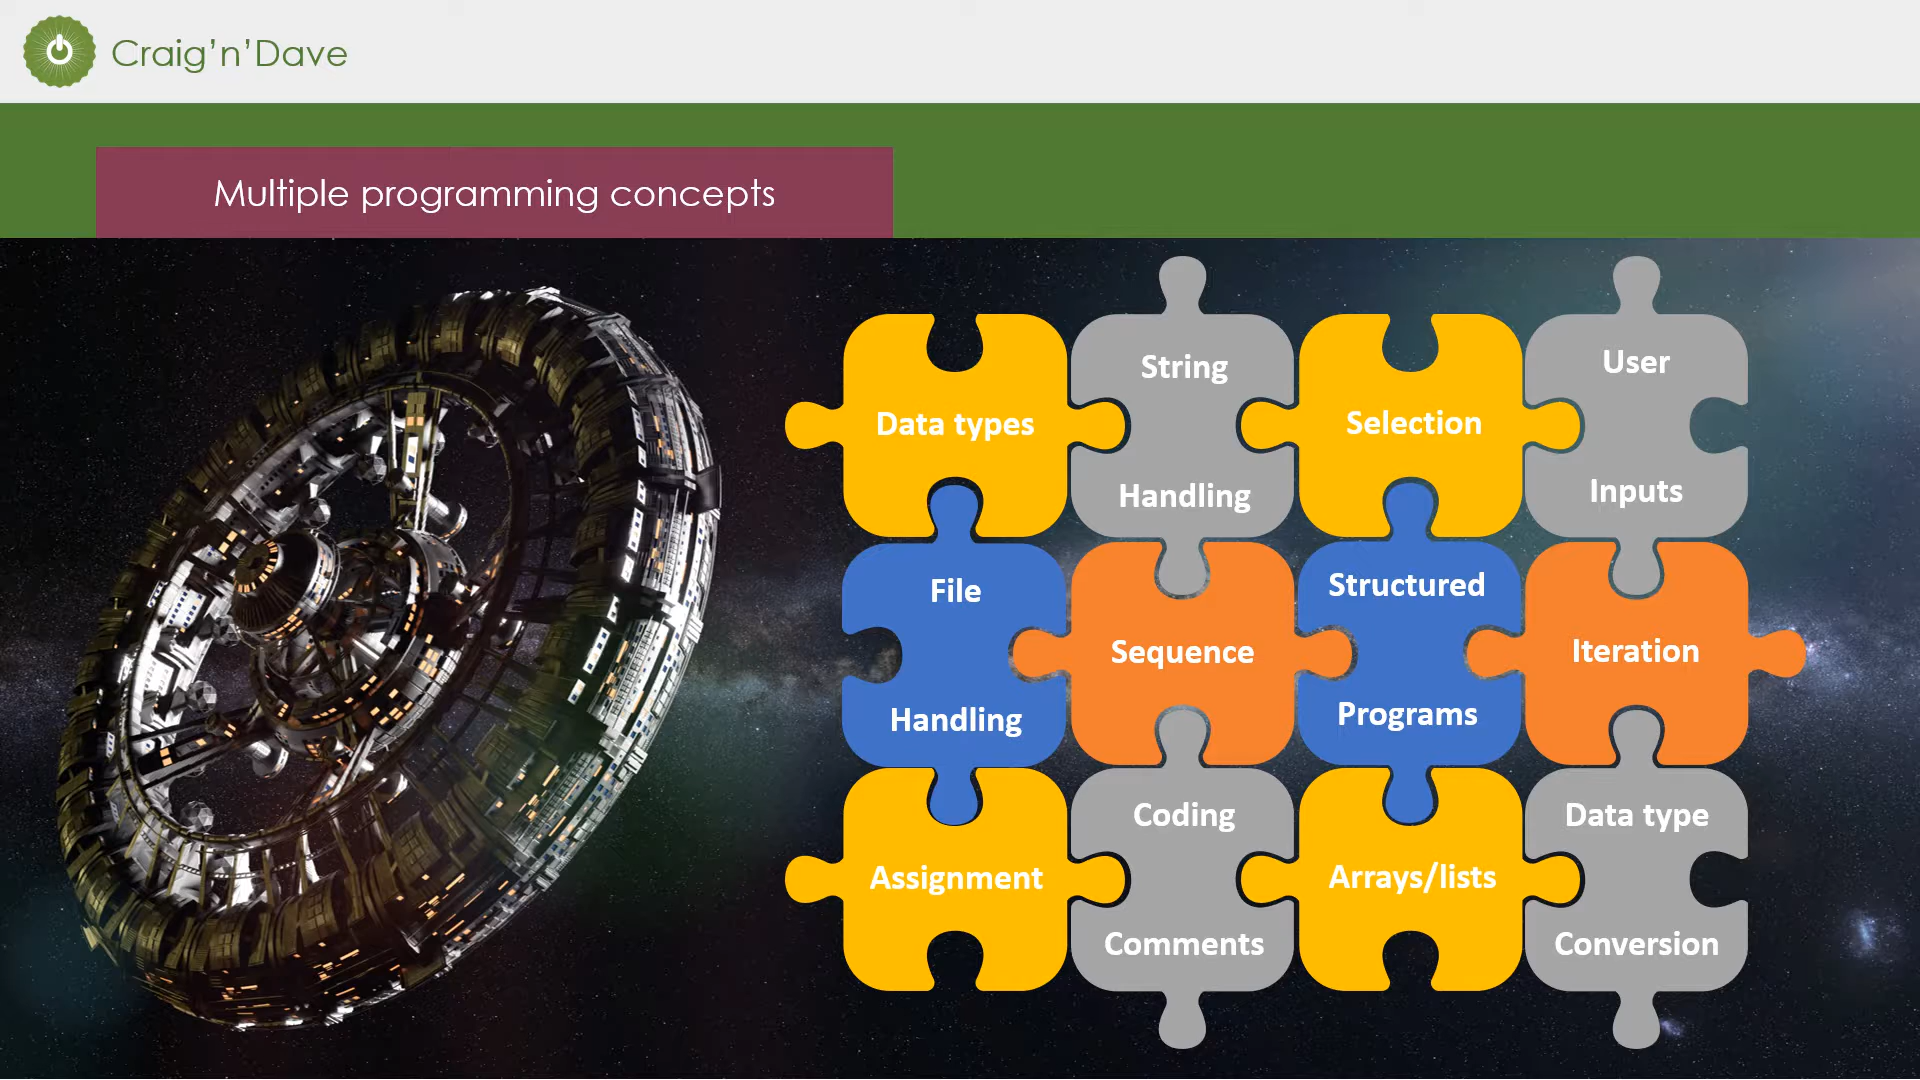 Craig’n’Dave
Multiple programming concepts
Data types
String
Handling
Selection
User
Inputs
File
Handling
Sequence
Structured
Programs
Iteration
Assignment
Coding
Comments
Arrays/lists
Data type
Conversion